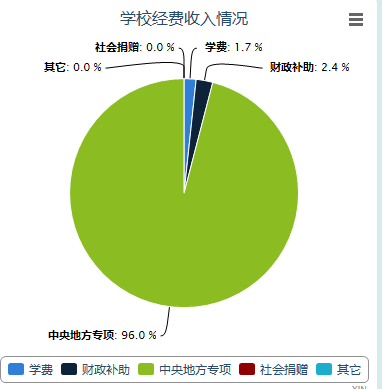 学校经费收入情况
社会捐赠: 0.0 %
学费: 1.7 %
其它: 0.0 %
财政补助: 2.4 %
中央地方专项: 96.0 %
学费 财政补助 中央地方专项 社会捐赠 其它